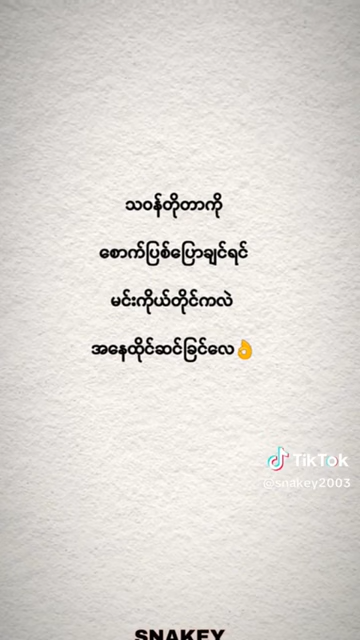 သဝန်တိုတာကို
စောက်ပြစ်ပြောချင်ရင်
မင်းကိုယ်တိုင်ကလဲ
အနေထိုင်ဆင်ခြင်လေ👌
TikTok
@snakey2003
SNAKEY